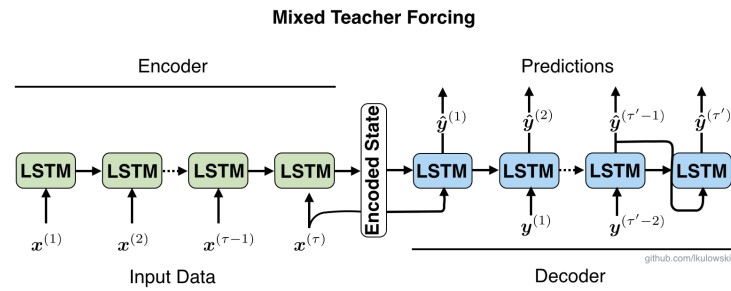 Mixed Teacher Forcing
Encoder
Predictions
ŷ^(1) ŷ^(2) ŷ^(τ'−1) ŷ^(τ')
LSTM LSTM LSTM LSTM Encoded State LSTM LSTM LSTM LSTM
x^(1) x^(2) x^(τ−1) x^(τ) y^(1) y^(τ'−2)
github.com/lkulowski
Input Data
Decoder